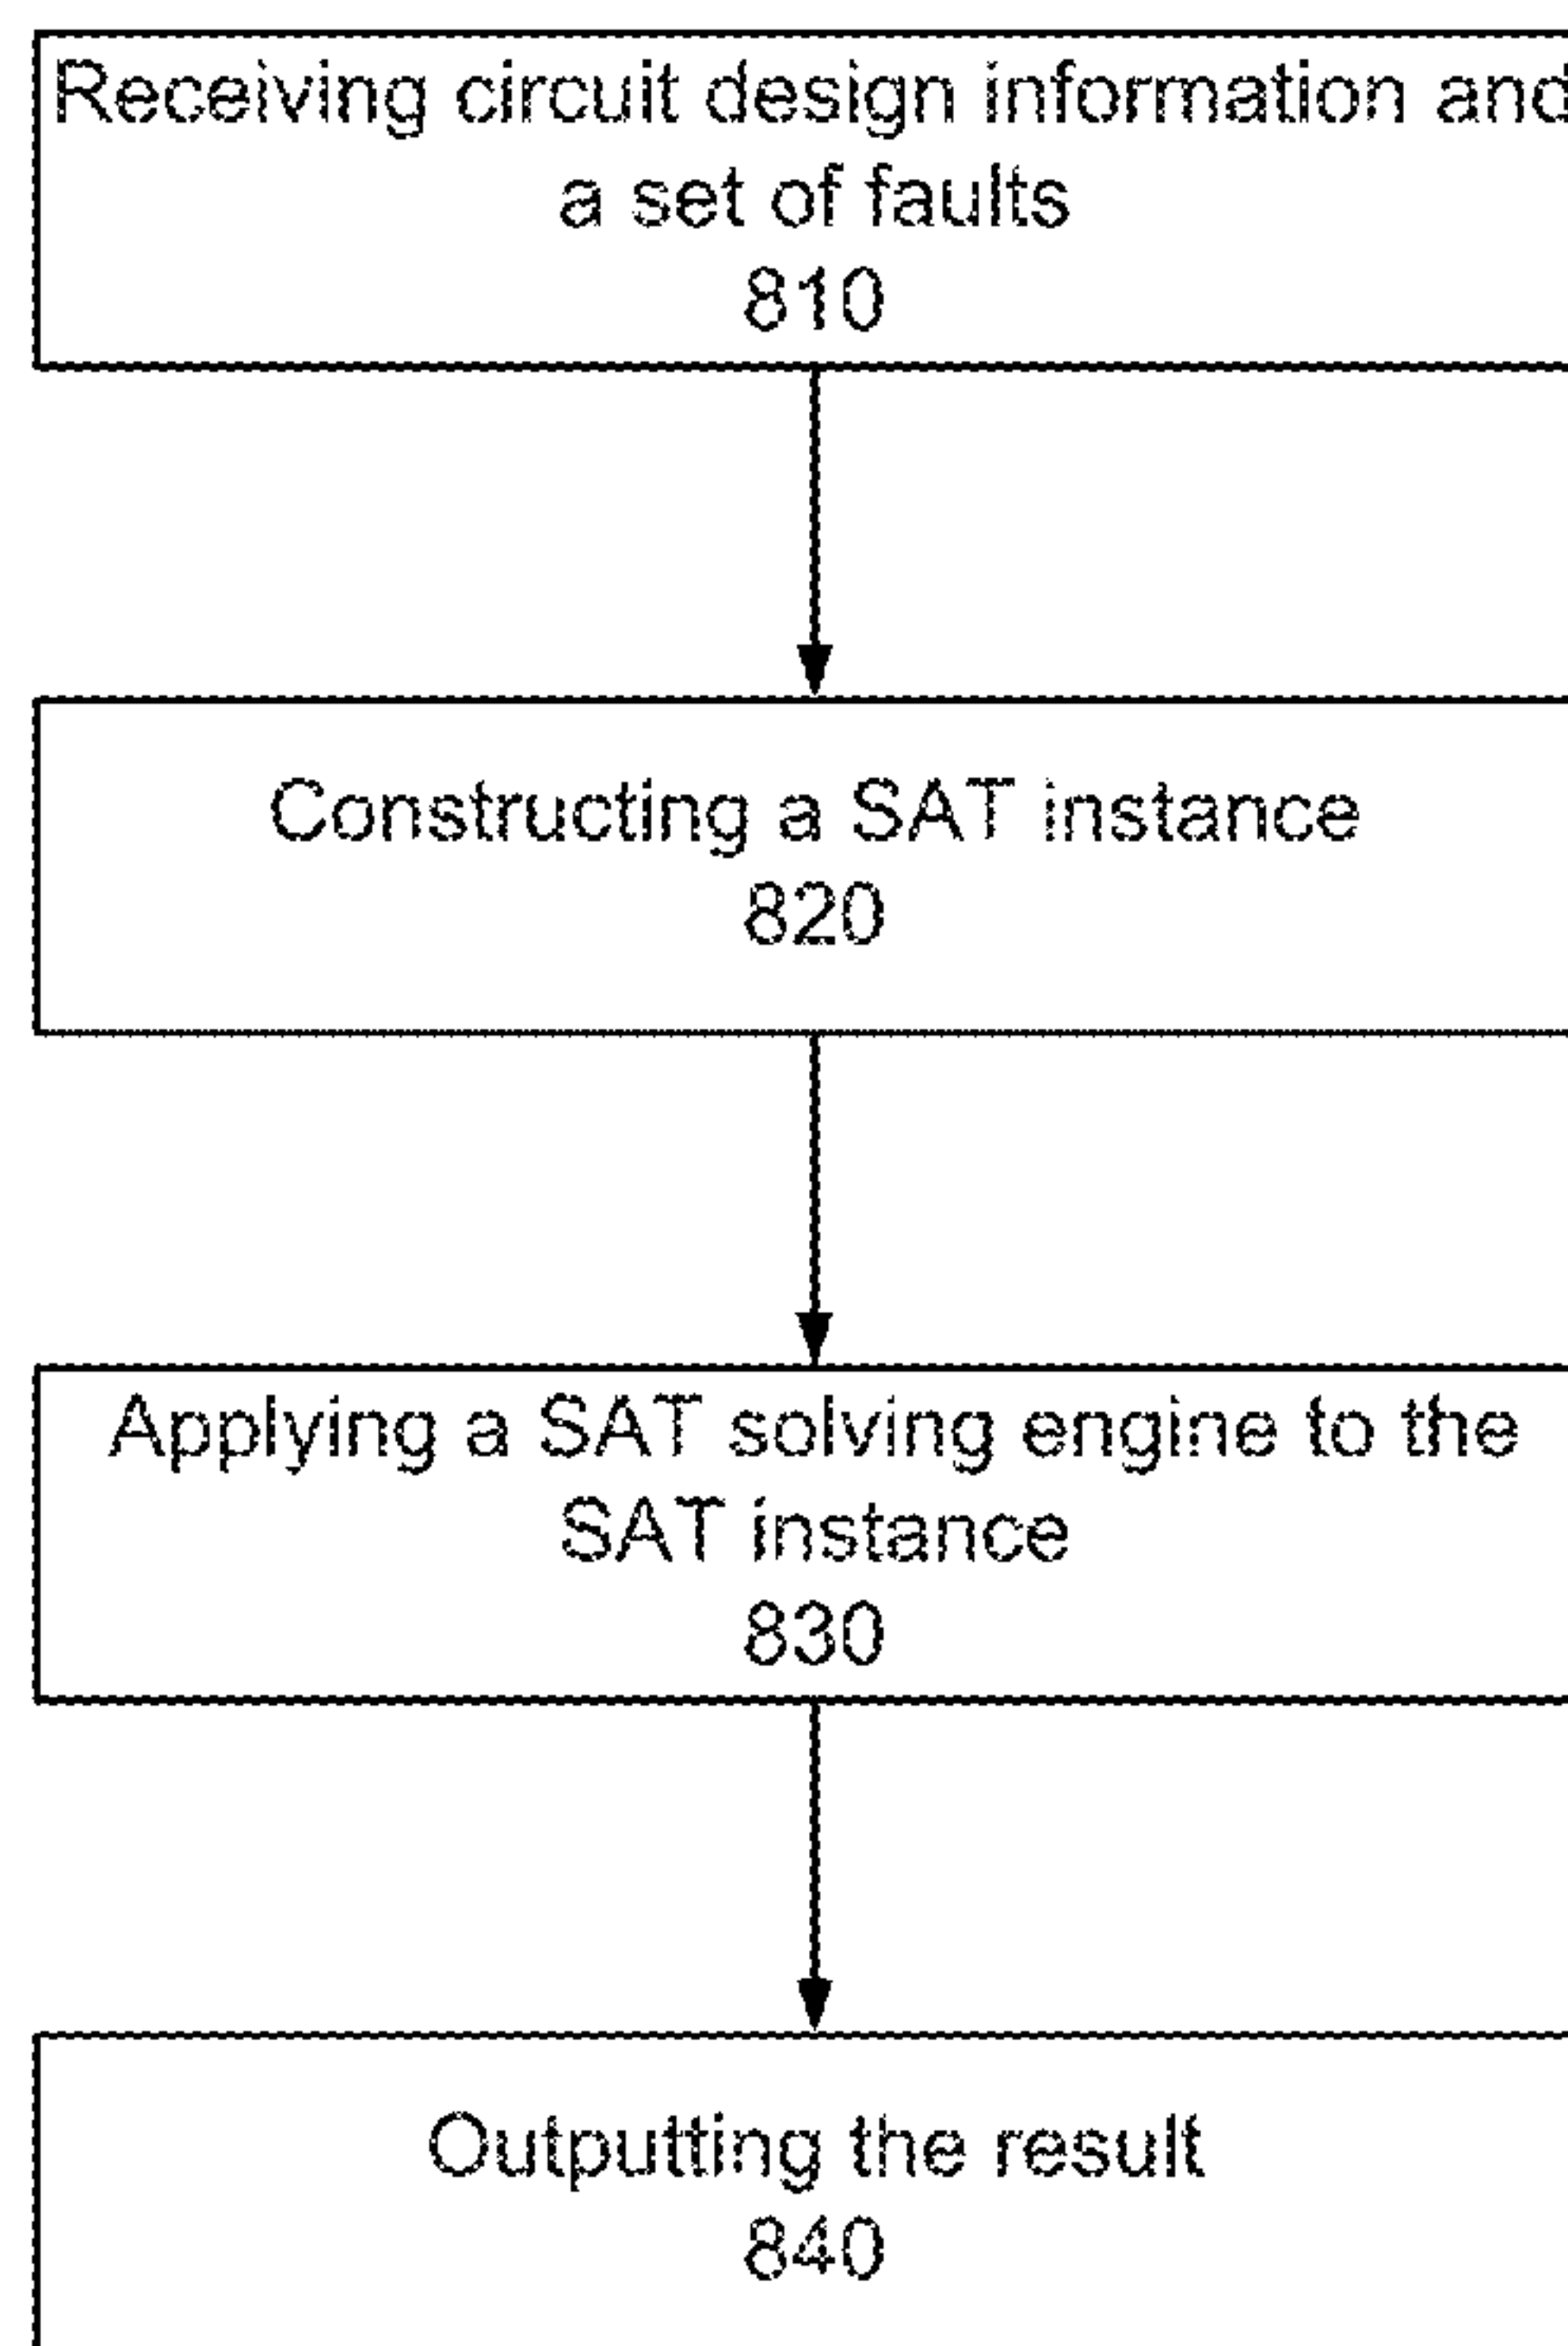 Receiving circuit design information and
a set of faults
810
Constructing a SAT instance
820
Applying a SAT solving engine to the
SAT instance
830
Outputting the result
840